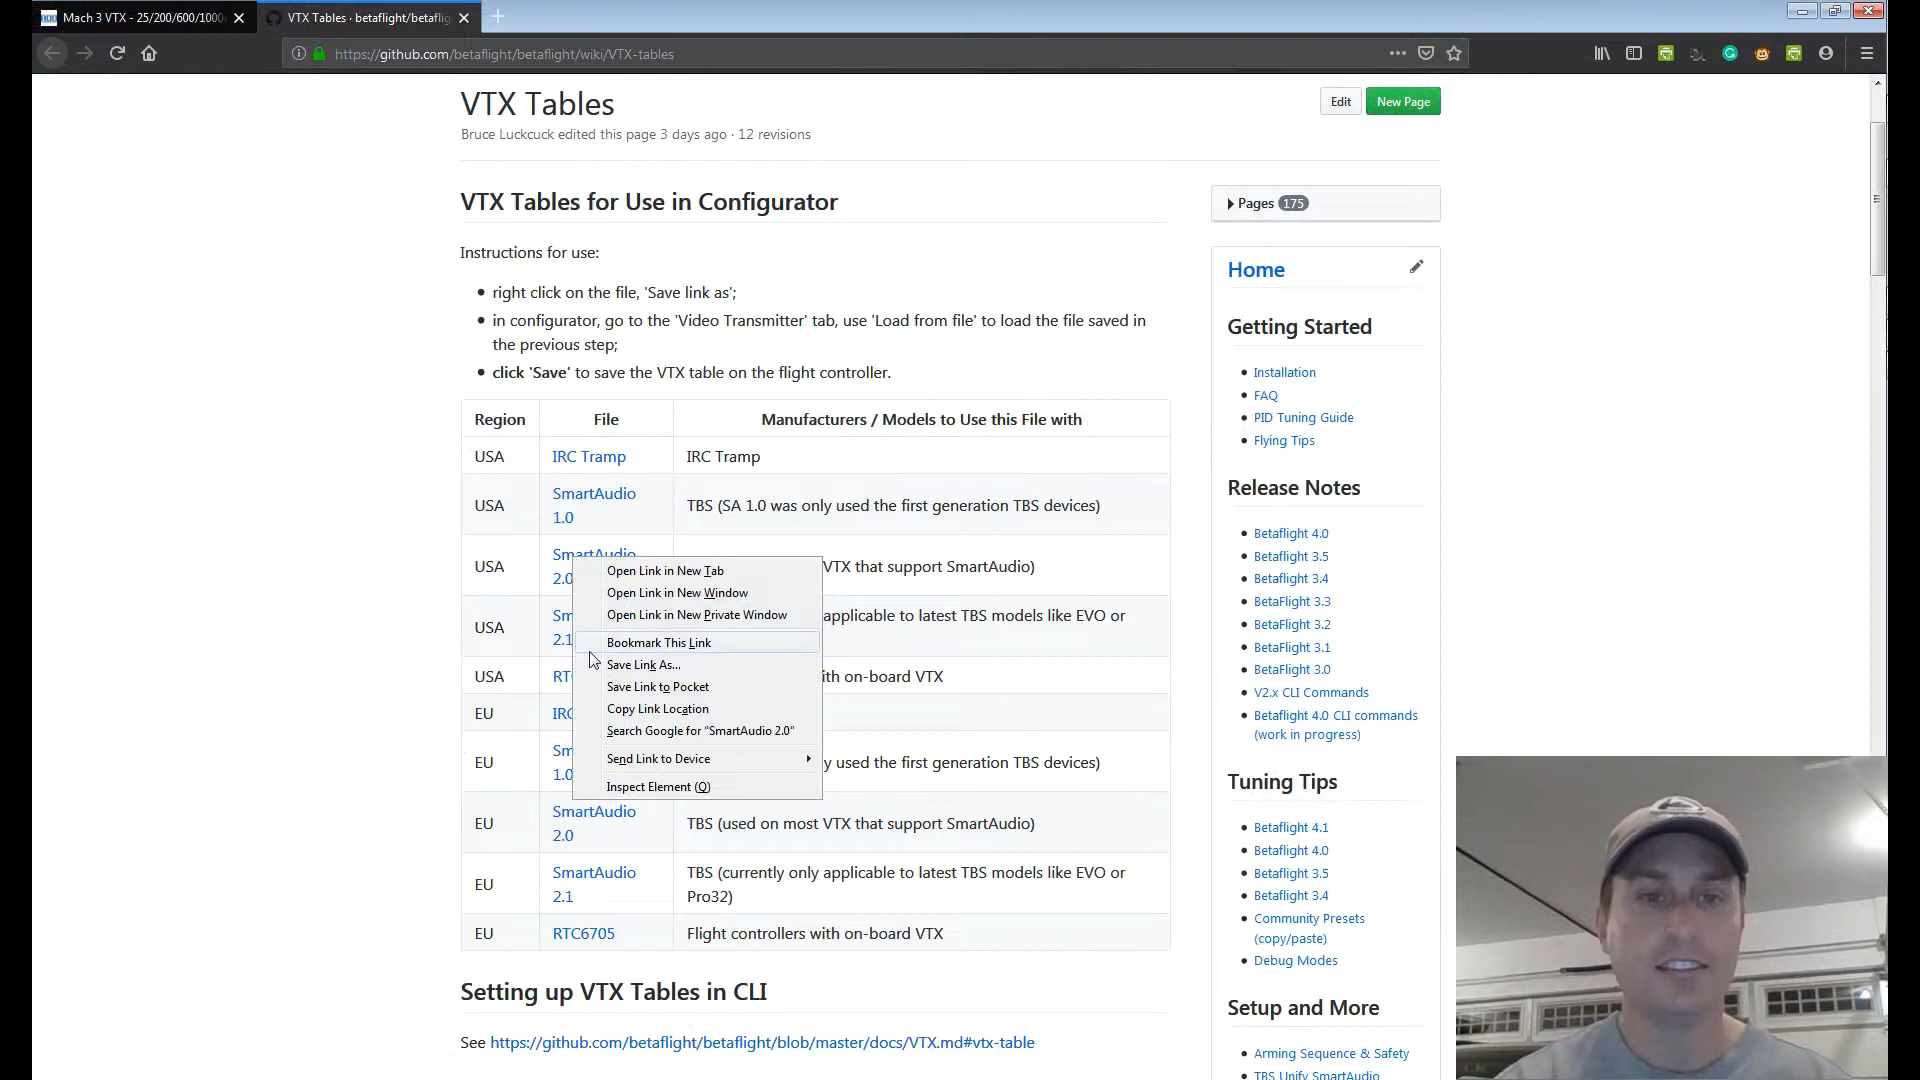 Mach 3 VTX - 25/200/600/1000
VTX Tables · betaflight/betaflig
https://github.com/betaflight/betaflight/wiki/VTX-tables
VTX Tables
Edit
New Page
Bruce Luckcuck edited this page 3 days ago · 12 revisions
VTX Tables for Use in Configurator
Instructions for use:
right click on the file, 'Save link as';
in configurator, go to the 'Video Transmitter' tab, use 'Load from file' to load the file saved in
the previous step;
click 'Save' to save the VTX table on the flight controller.
Region File Manufacturers / Models to Use this File with
USA IRC Tramp IRC Tramp
USA SmartAudio
1.0
TBS (SA 1.0 was only used the first generation TBS devices)
USA SmartAudio
2.0
VTX that support SmartAudio)
USA Sm
2.1
applicable to latest TBS models like EVO or
USA RT
ith on-board VTX
EU IRC
EU Sm
1.0
y used the first generation TBS devices)
EU SmartAudio
2.0
TBS (used on most VTX that support SmartAudio)
EU SmartAudio
2.1
TBS (currently only applicable to latest TBS models like EVO or
Pro32)
EU RTC6705 Flight controllers with on-board VTX
Open Link in New Tab
Open Link in New Window
Open Link in New Private Window
Bookmark This Link
Save Link As...
Save Link to Pocket
Copy Link Location
Search Google for “SmartAudio 2.0”
Send Link to Device
Inspect Element (Q)
Setting up VTX Tables in CLI
See https://github.com/betaflight/betaflight/blob/master/docs/VTX.md#vtx-table
Pages 175
Home
Getting Started
Installation
FAQ
PID Tuning Guide
Flying Tips
Release Notes
Betaflight 4.0
Betaflight 3.5
Betaflight 3.4
BetaFlight 3.3
BetaFlight 3.2
BetaFlight 3.1
BetaFlight 3.0
V2.x CLI Commands
Betaflight 4.0 CLI commands
(work in progress)
Tuning Tips
Betaflight 4.1
Betaflight 4.0
Betaflight 3.5
Betaflight 3.4
Community Presets
(copy/paste)
Debug Modes
Setup and More
Arming Sequence & Safety
TBS Unify SmartAudio